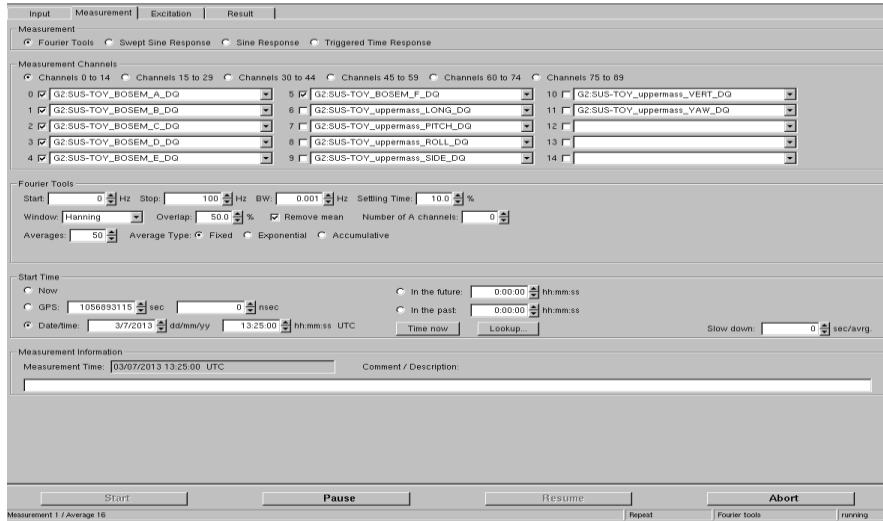 Input Measurement Excitation Result
Measurement
Fourier Tools Swept Sine Response Sine Response Triggered Time Response
Measurement Channels
Channels 0 to 14 Channels 15 to 29 Channels 30 to 44 Channels 45 to 59 Channels 60 to 74 Channels 75 to 89
0 G2:SUS-TOY_BOSEM_A_DQ 5 G2:SUS-TOY_BOSEM_F_DQ 10 G2:SUS-TOY_uppermass_VERT_DQ
1 G2:SUS-TOY_BOSEM_B_DQ 6 G2:SUS-TOY_uppermass_LONG_DQ 11 G2:SUS-TOY_uppermass_YAW_DQ
2 G2:SUS-TOY_BOSEM_C_DQ 7 G2:SUS-TOY_uppermass_PITCH_DQ 12
3 G2:SUS-TOY_BOSEM_D_DQ 8 G2:SUS-TOY_uppermass_ROLL_DQ 13
4 G2:SUS-TOY_BOSEM_E_DQ 9 G2:SUS-TOY_uppermass_SIDE_DQ 14
Fourier Tools
Start: 0 Hz Stop: 100 Hz BW: 0.001 Hz Settling Time: 10.0 %
Window: Hanning Overlap: 50.0 % Remove mean Number of A channels: 0
Averages: 50 Average Type: Fixed Exponential Accumulative
Start Time
Now In the future: 0:00:00 hh:mm:ss
GPS: 1056893115 sec 0 nsec In the past: 0:00:00 hh:mm:ss
Date/time: 3/7/2013 dd/mm/yy 13:25:00 hh:mm:ss UTC Time now Lookup... Slow down: 0 sec/avrg.
Measurement Information
Measurement Time: 03/07/2013 13:25:00 UTC Comment / Description:
Start Pause Resume Abort
Measurement 1 / Average 16 Repeat Fourier tools running